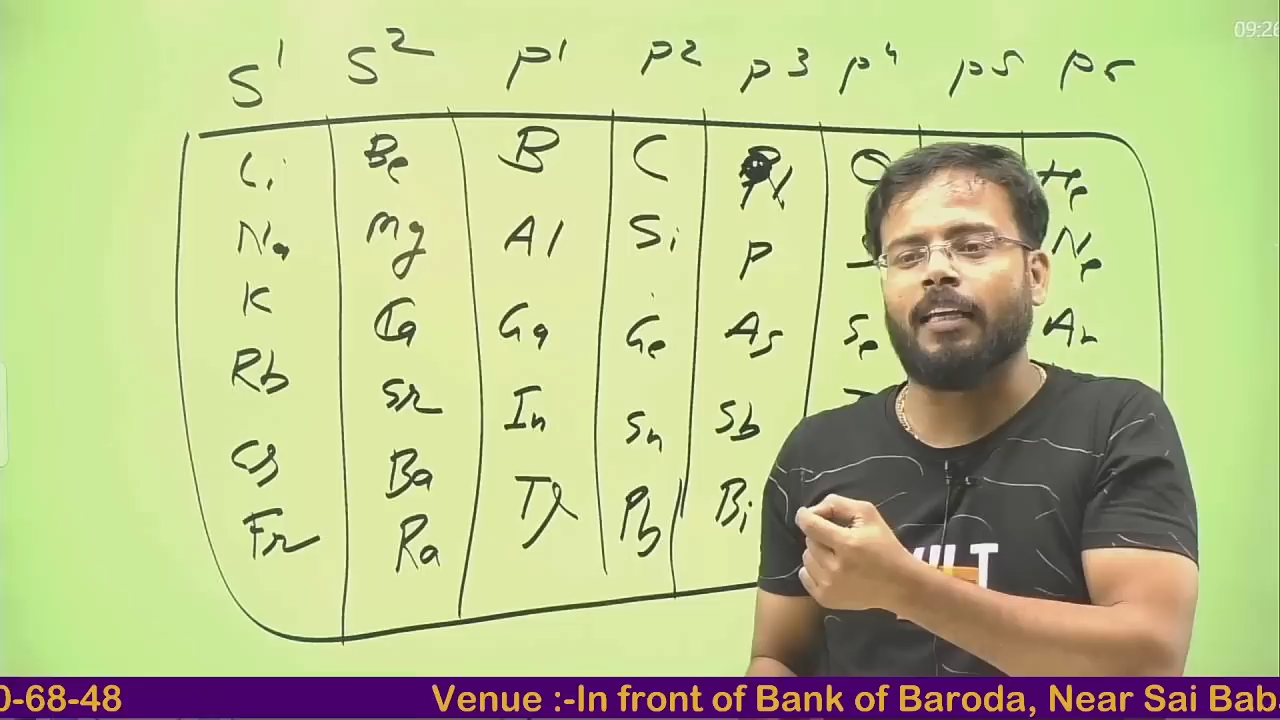 09:26
S¹ S² P¹ P2 P3 P⁴ P5 P6
Li Be B C N O He
Na Mg Al Si P Ne
K Ca Ga Ge As Se Ar
Rb Sr In Sn Sb
Cs Ba Tl Pb Bi
Fr Ra
0-68-48 Venue :-In front of Bank of Baroda, Near Sai Bab